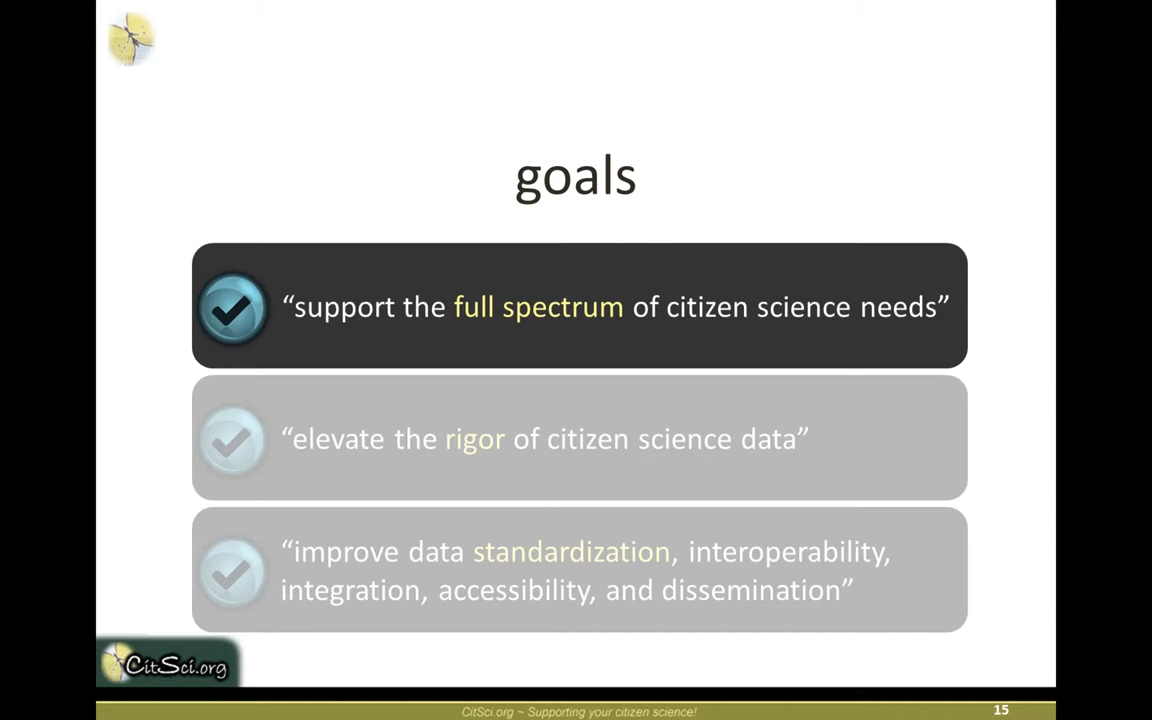 goals
“support the full spectrum of citizen science needs”
“elevate the rigor of citizen science data”
“improve data standardization, interoperability,
integration, accessibility, and dissemination”
CitSci.org
CitSci.org ~ Supporting your citizen science!
15